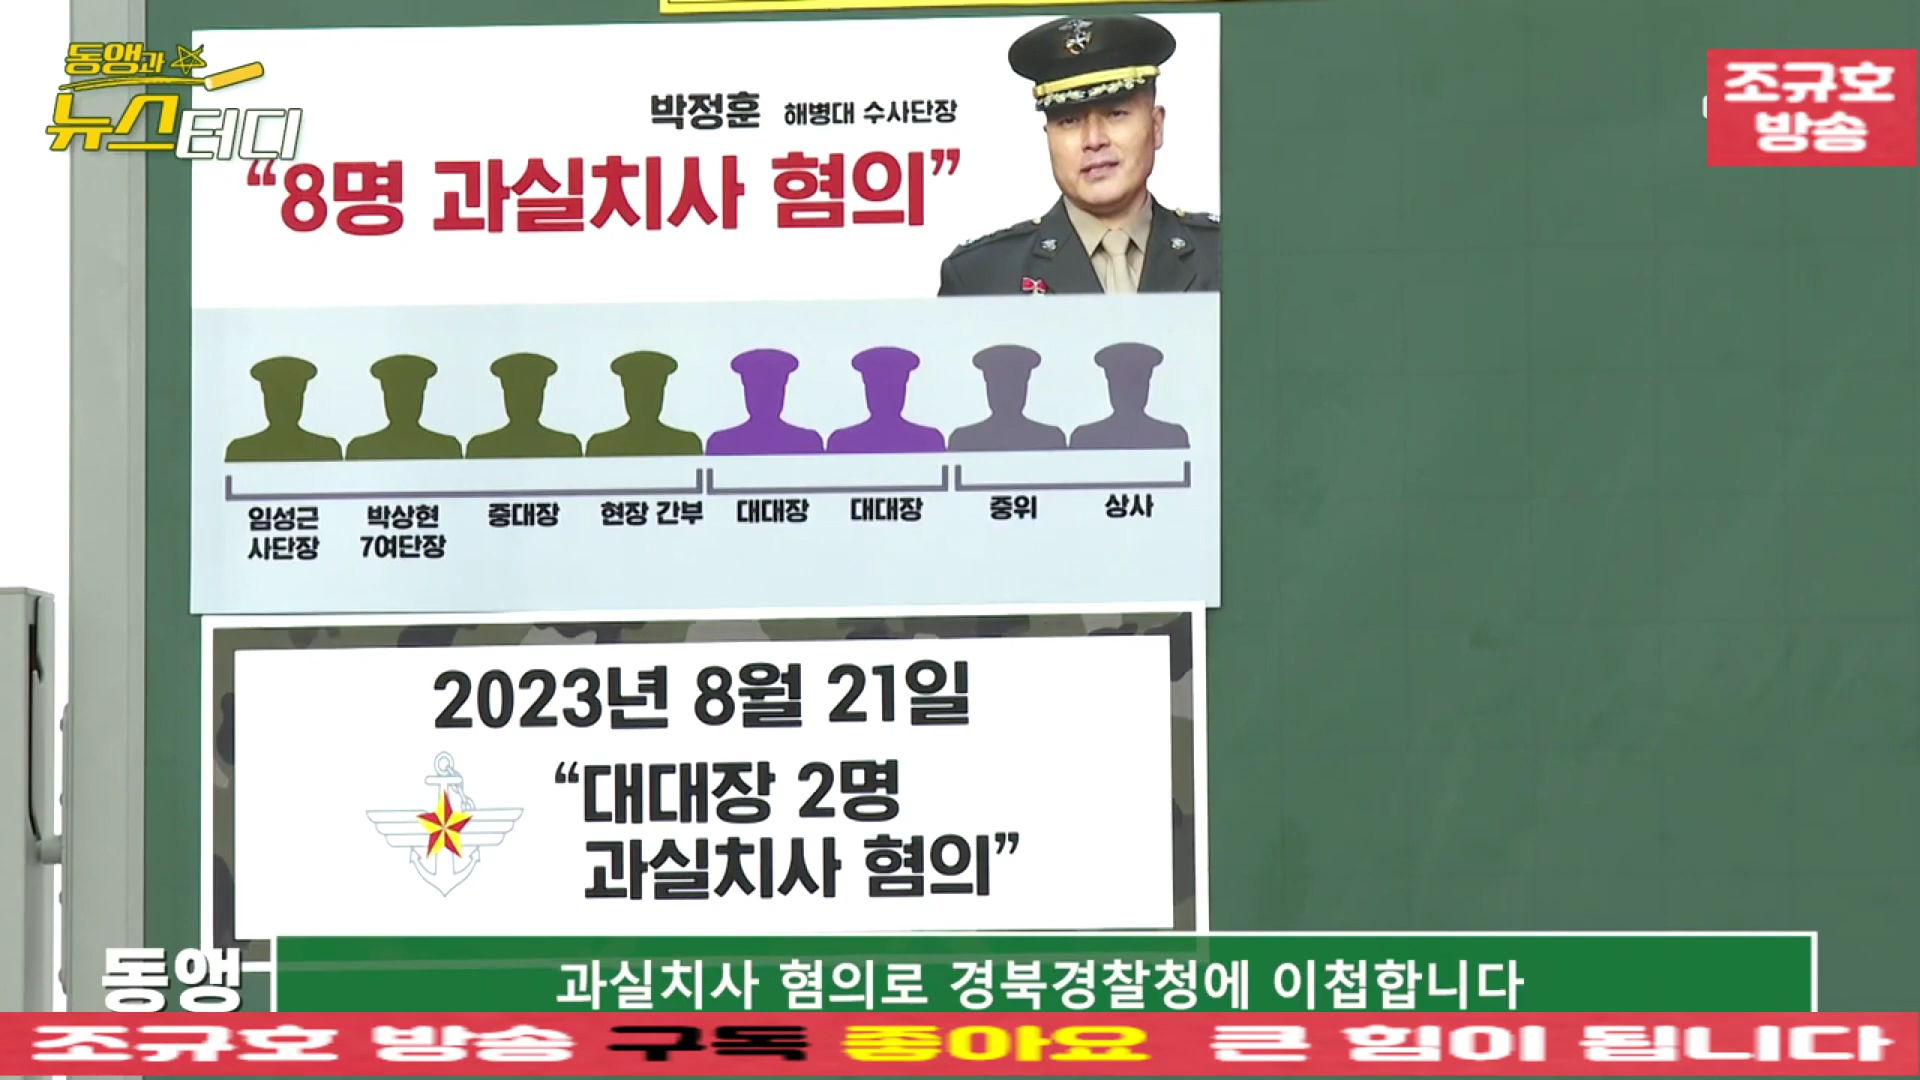 동앵과
뉴스터디
조규호
방송
박정훈 해병대 수사단장
“8명 과실치사 혐의”
임성근 박상현 중대장 현장 간부 대대장 대대장 중위 상사
사단장 7여단장
2023년 8월 21일
“대대장 2명
과실치사 혐의”
동앵
과실치사 혐의로 경북경찰청에 이첩합니다
조규호 방송 구독 좋아요 큰 힘이 됩니다